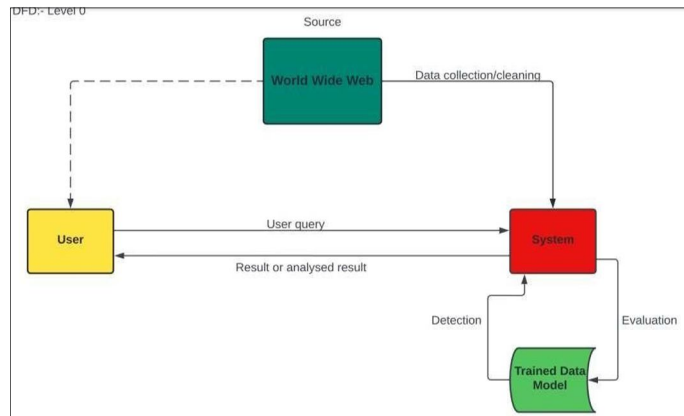 DFD:- Level 0
Source
World Wide Web
Data collection/cleaning
User query
User
System
Result or analysed result
Detection
Evaluation
Trained Data
Model